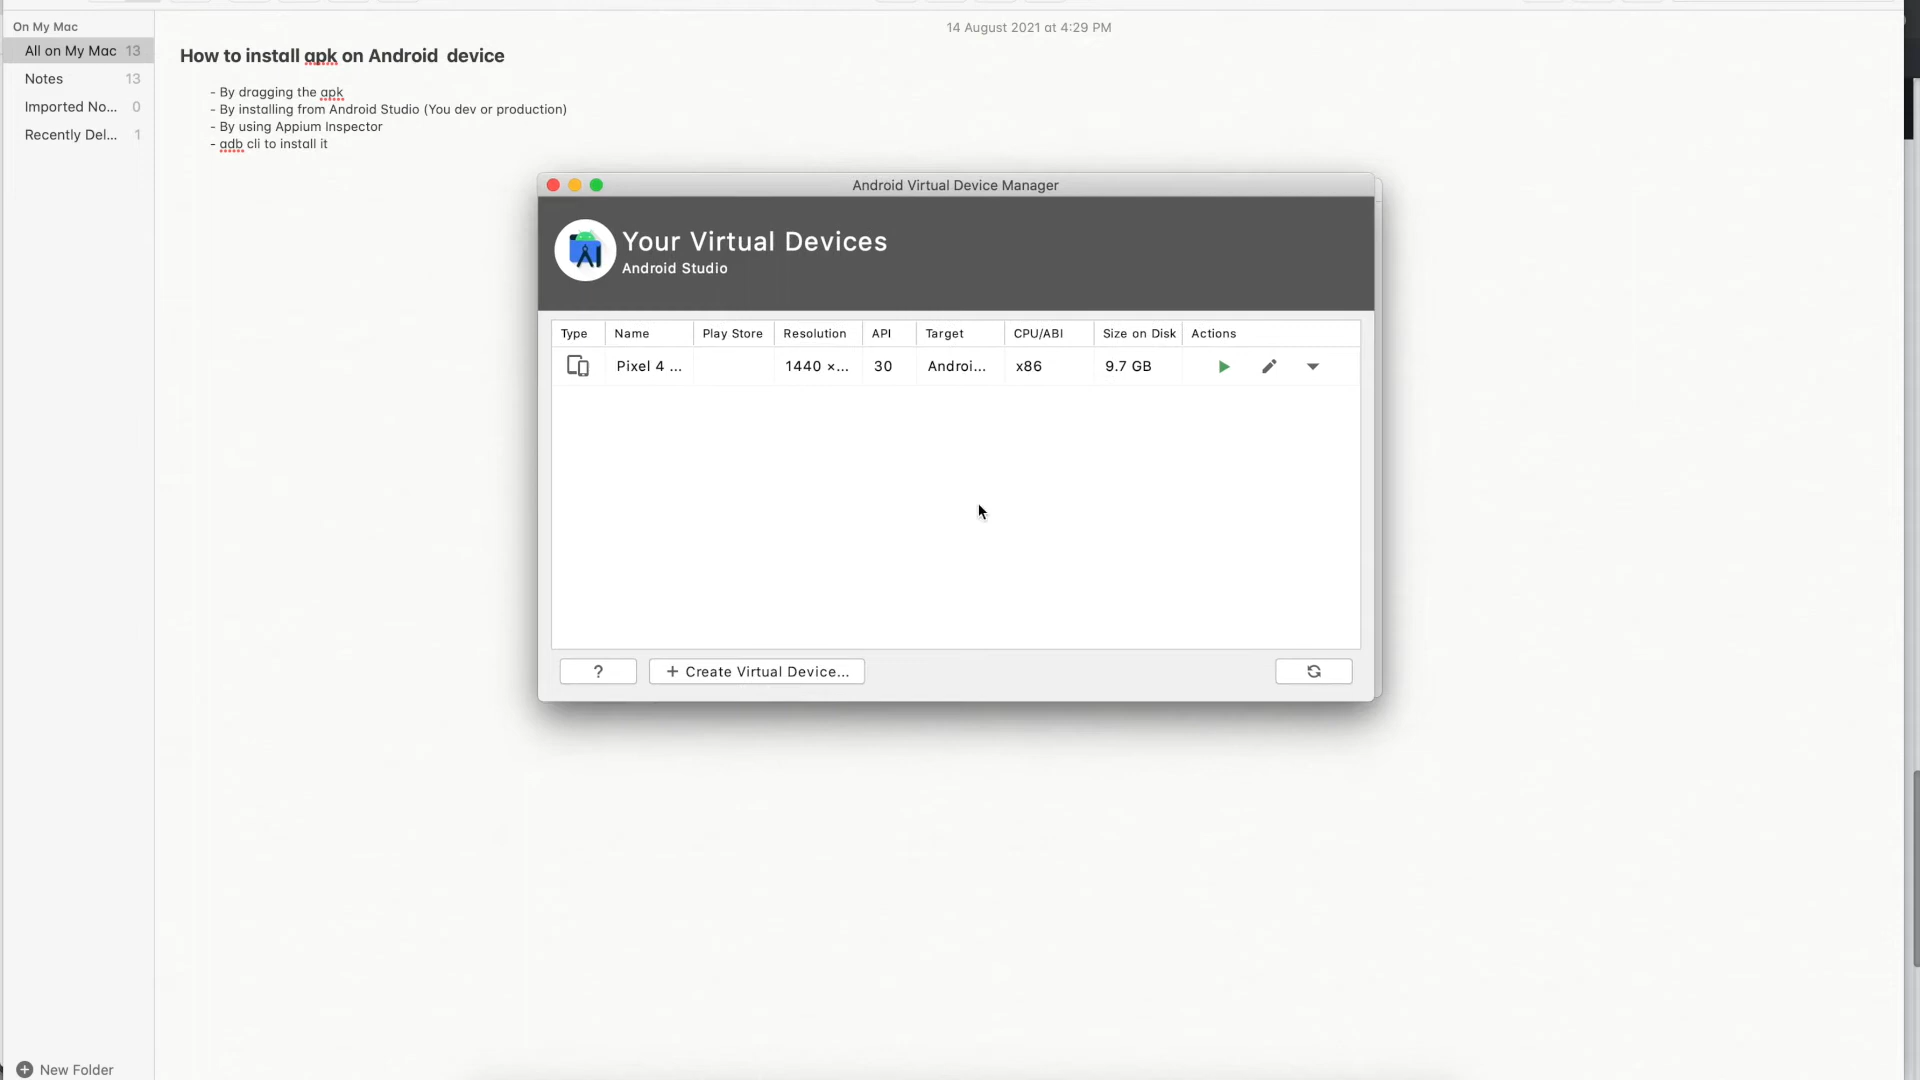 On My Mac
All on My Mac 13
Notes 13
Imported No... 0
Recently Del... 1
New Folder
14 August 2021 at 4:29 PM
How to install apk on Android device
- By dragging the apk
- By installing from Android Studio (You dev or production)
- By using Appium Inspector
- adb cli to install it
Android Virtual Device Manager
Your Virtual Devices
Android Studio
Type Name Play Store Resolution API Target CPU/ABI Size on Disk Actions
Pixel 4 ... 1440 ×... 30 Androi... x86 9.7 GB
? + Create Virtual Device...